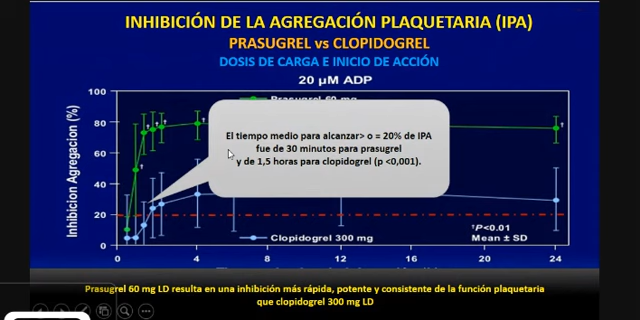 INHIBICIÓN DE LA AGREGACIÓN PLAQUETARIA (IPA)
PRASUGREL vs CLOPIDOGREL
DOSIS DE CARGA E INICIO DE ACCIÓN
20 µM ADP
Prasugrel 60 mg
Inhibicion Agregacion (%)
100
80
60
40
20
0
† † † † † †
El tiempo medio para alcanzar> o = 20% de IPA
fue de 30 minutos para prasugrel
y de 1,5 horas para clopidogrel (p <0,001).
†P<0.01
Mean ± SD
Clopidogrel 300 mg
0 4 8 12 16 20 24
Prasugrel 60 mg LD resulta en una inhibición más rápida, potente y consistente de la función plaquetaria
que clopidogrel 300 mg LD